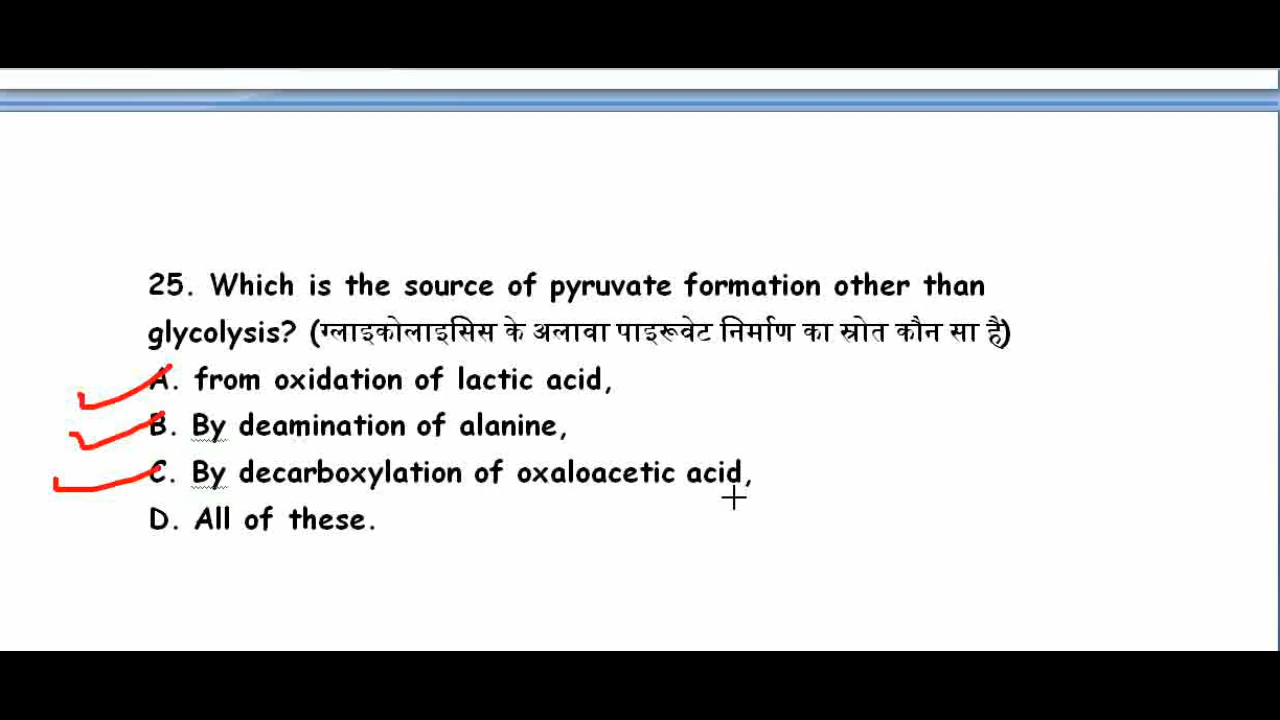 25. Which is the source of pyruvate formation other than
glycolysis? (ग्लाइकोलाइसिस के अलावा पाइरूवेट निर्माण का स्रोत कौन सा है)
A. from oxidation of lactic acid,
B. By deamination of alanine,
C. By decarboxylation of oxaloacetic acid,
D. All of these.